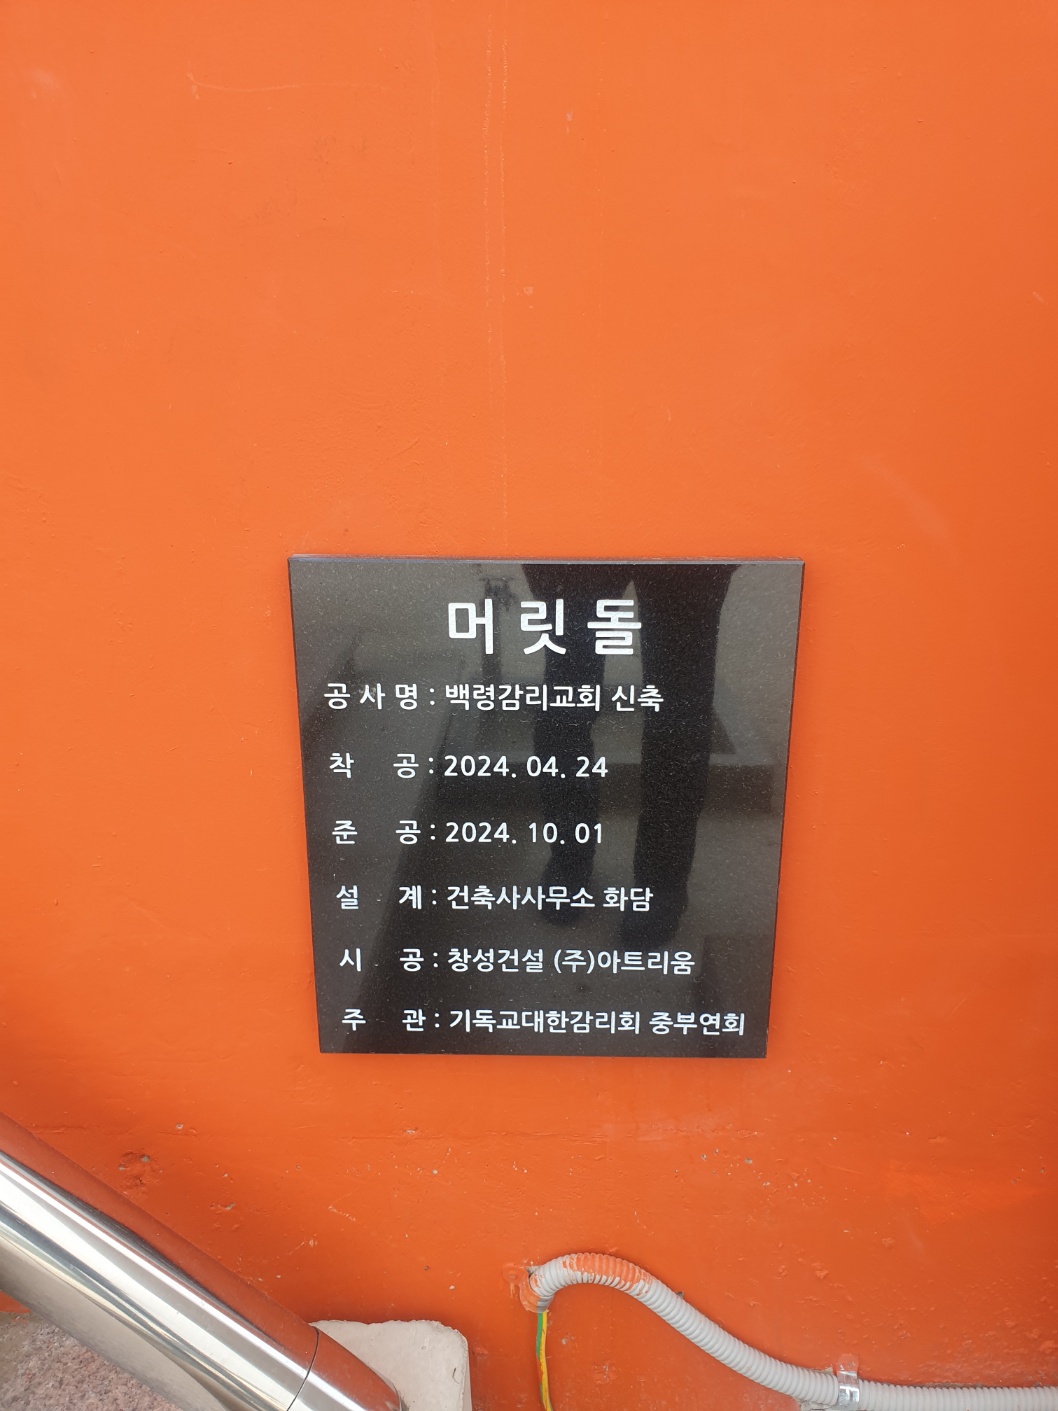 머릿돌
공사명 : 백령감리교회 신축
착 공 : 2024. 04. 24
준 공 : 2024. 10. 01
설 계 : 건축사사무소 화담
시 공 : 창성건설 (주)아트리움
주 관 : 기독교대한감리회 중부연회